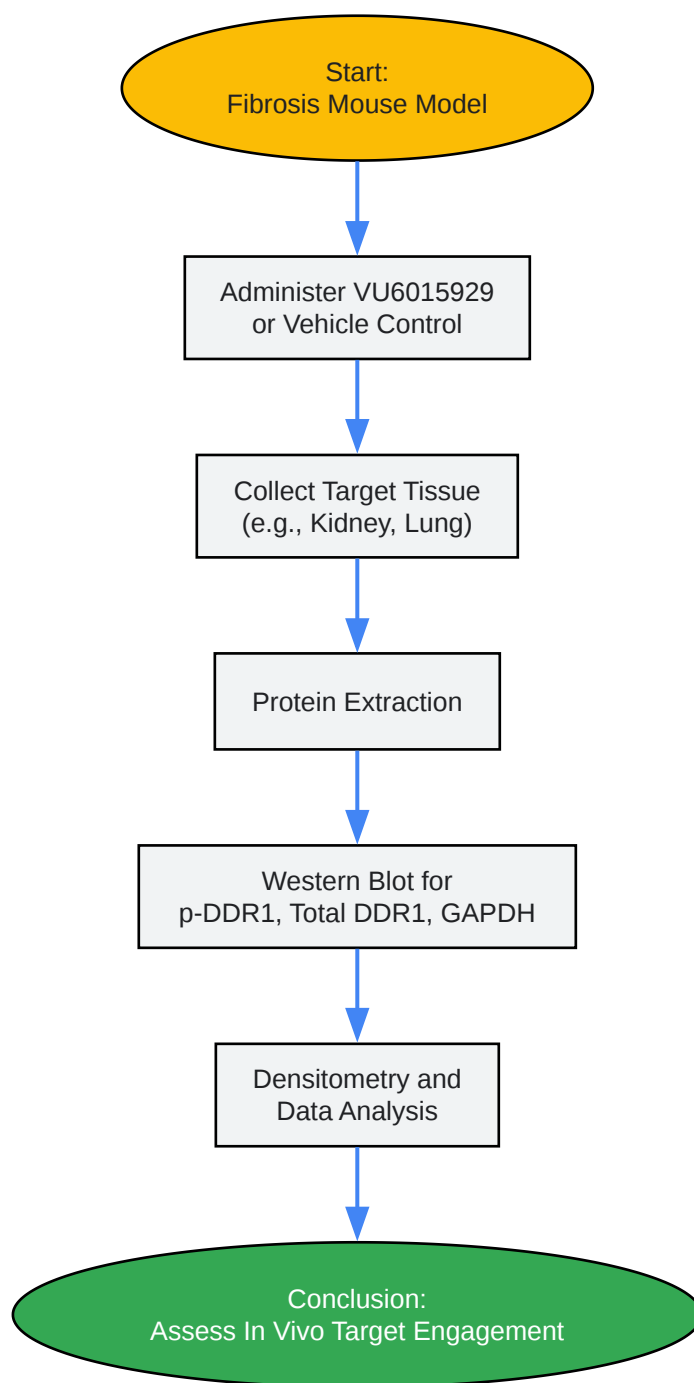 Start:
Fibrosis Mouse Model
Administer VU6015929
or Vehicle Control
Collect Target Tissue
(e.g., Kidney, Lung)
Protein Extraction
Western Blot for
p-DDR1, Total DDR1, GAPDH
Densitometry and
Data Analysis
Conclusion:
Assess In Vivo Target Engagement